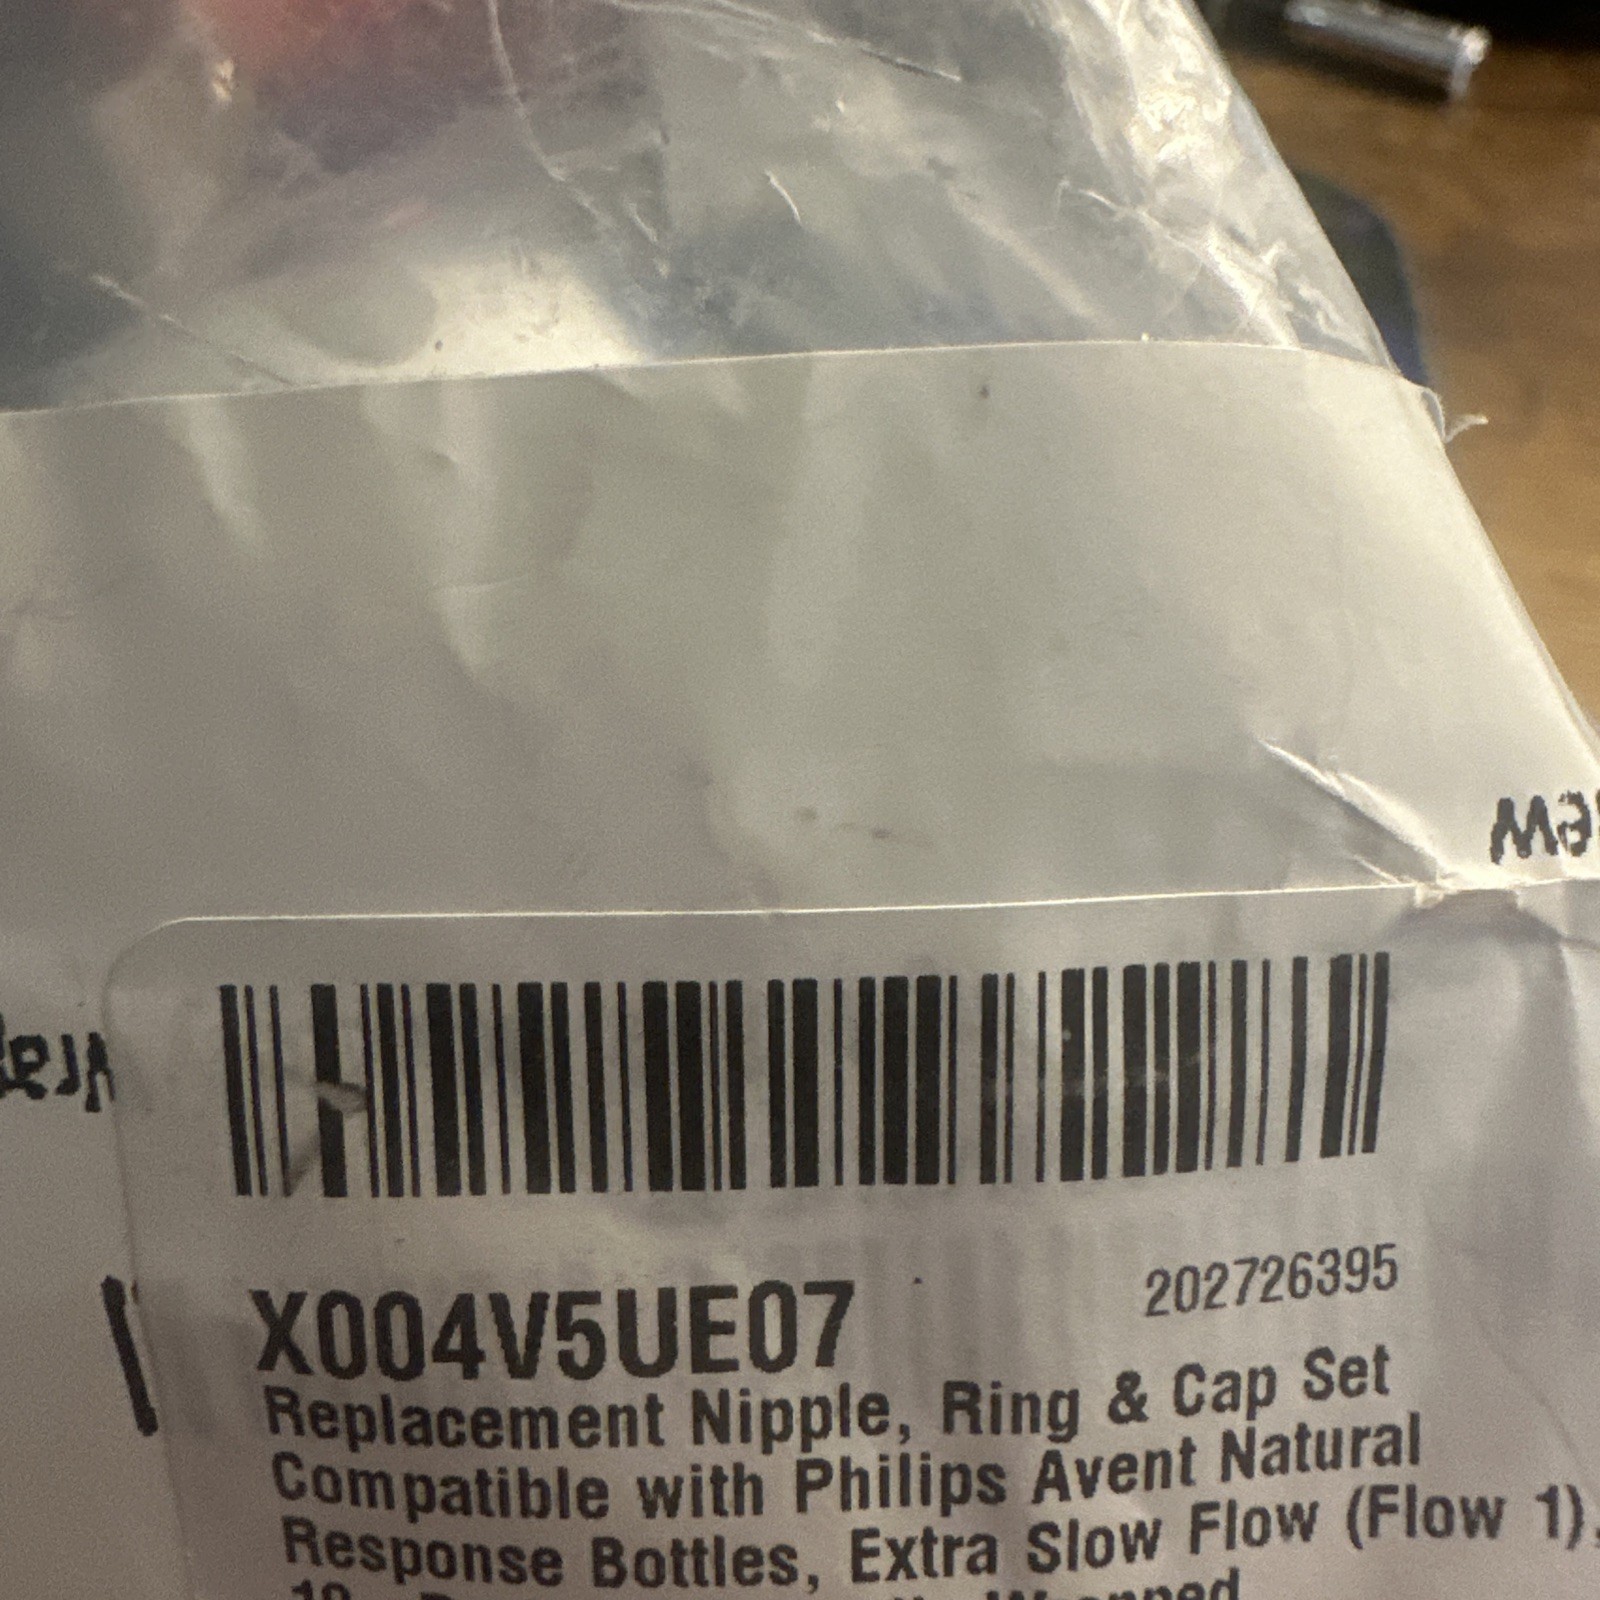 X004V5UE07
202726395
Replacement Nipple, Ring & Cap Set
Compatible with Philips Avent Natural
Response Bottles, Extra Slow Flow (Flow 1),
Wrapped